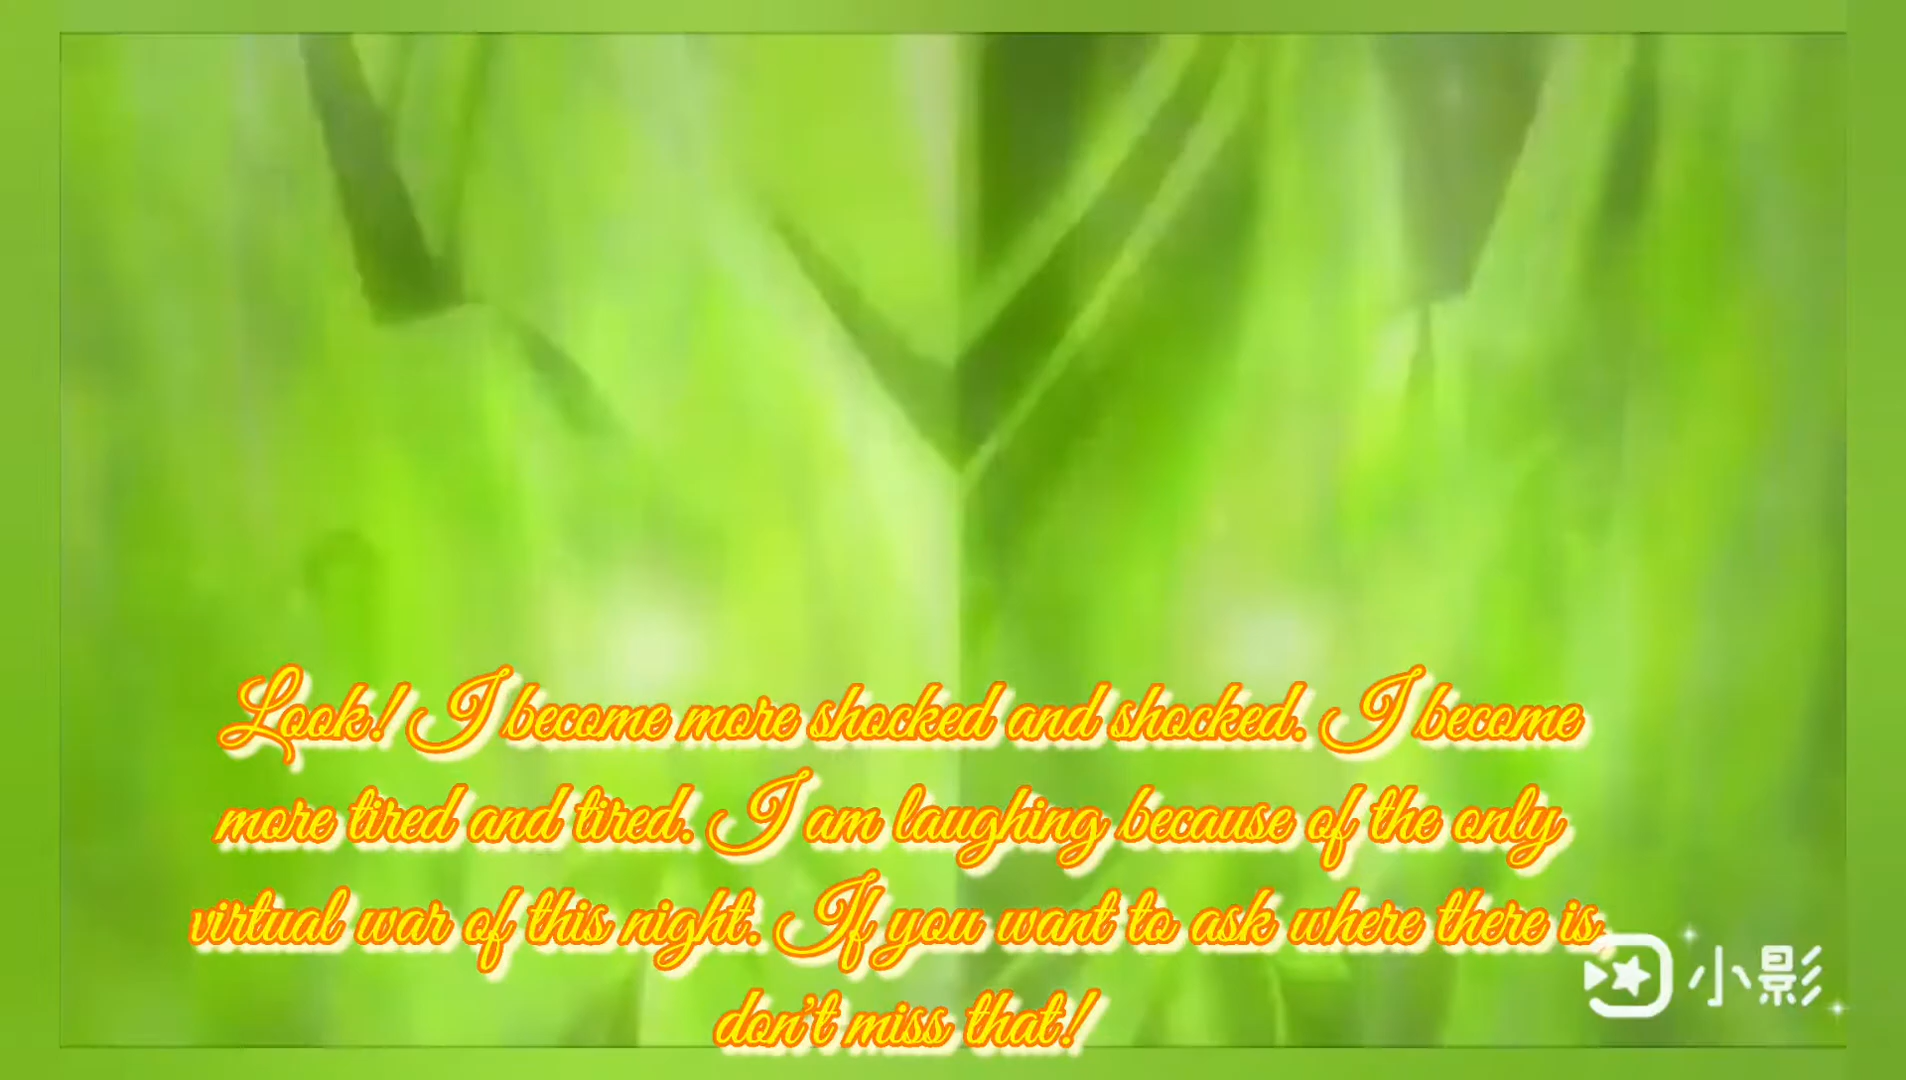 Look! I become more shocked and shocked. I become
more tired and tired. I am laughing because of the only
virtual war of this night. If you want to ask where there is,
don't miss that!
小影